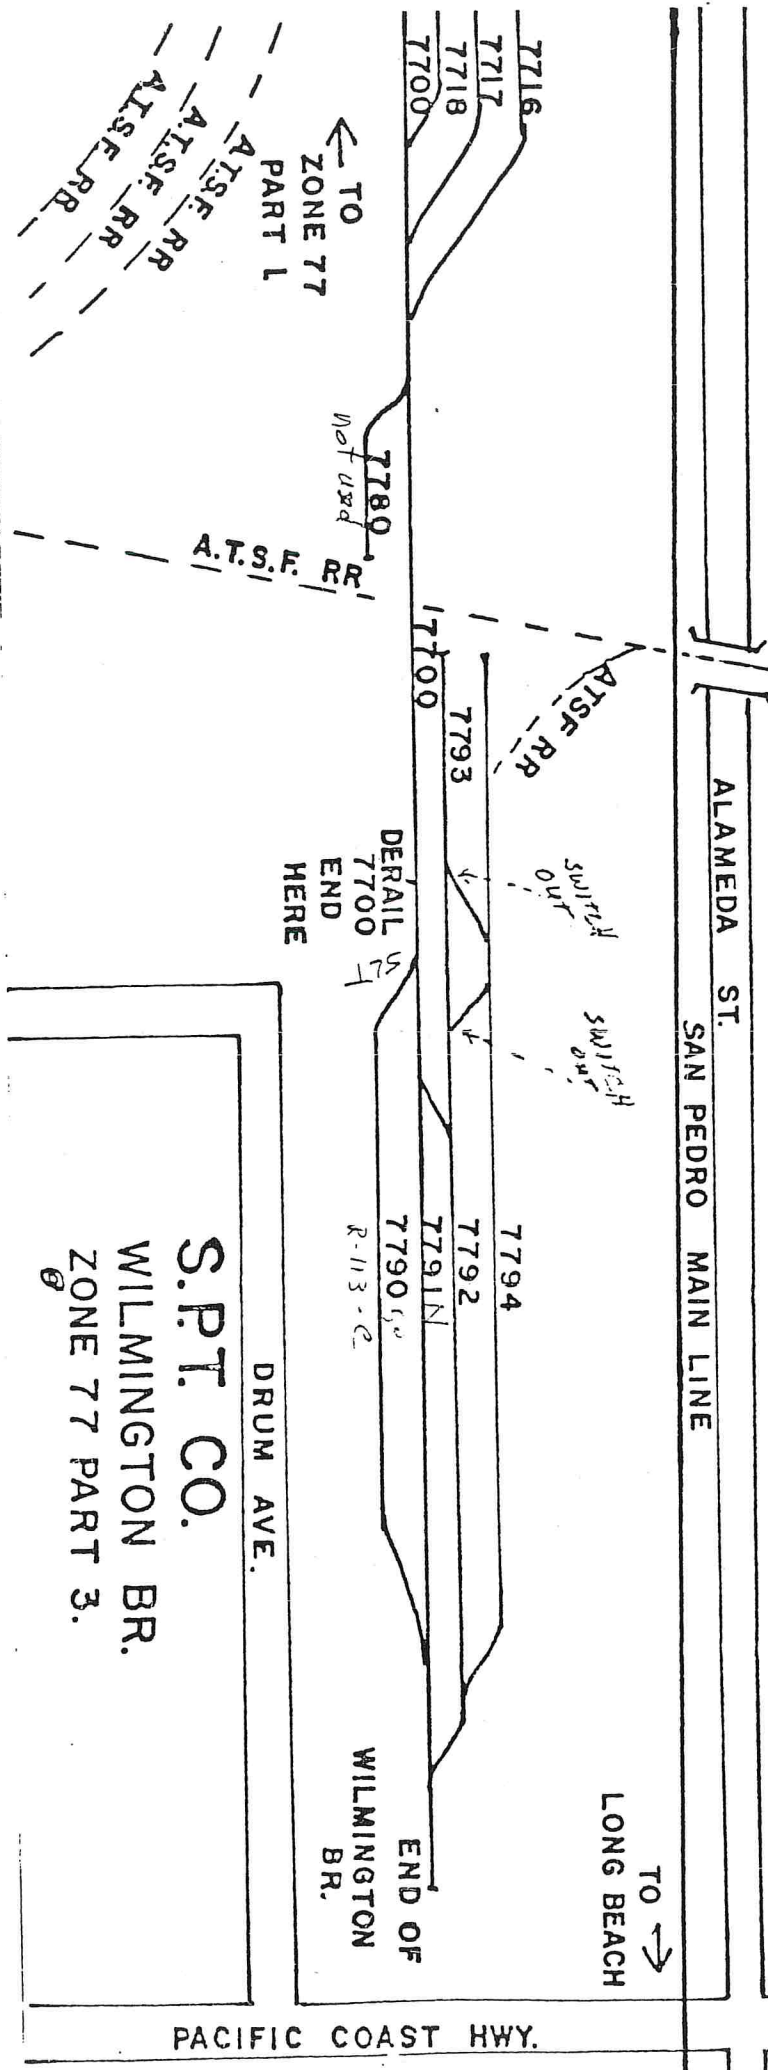 7716
7717
7718
7700
← TO
ZONE 77
PART 1
A.T.S.F. RR
A.T.S.F. RR
A.T.S.F. RR
7780
not used
A.T.S.F. RR
7700
7793
ATSF RR
ALAMEDA ST.
SAN PEDRO MAIN LINE
SWITCH
OUT
SWITCH
OUT
DERAIL
7700
END
HERE
7794
7792
7791 N
7790
R-113-C
DRUM AVE.
S.P.T. CO.
WILMINGTON BR.
ZONE 77 PART 3.
END OF
WILMINGTON
BR.
TO →
LONG BEACH
PACIFIC COAST HWY.